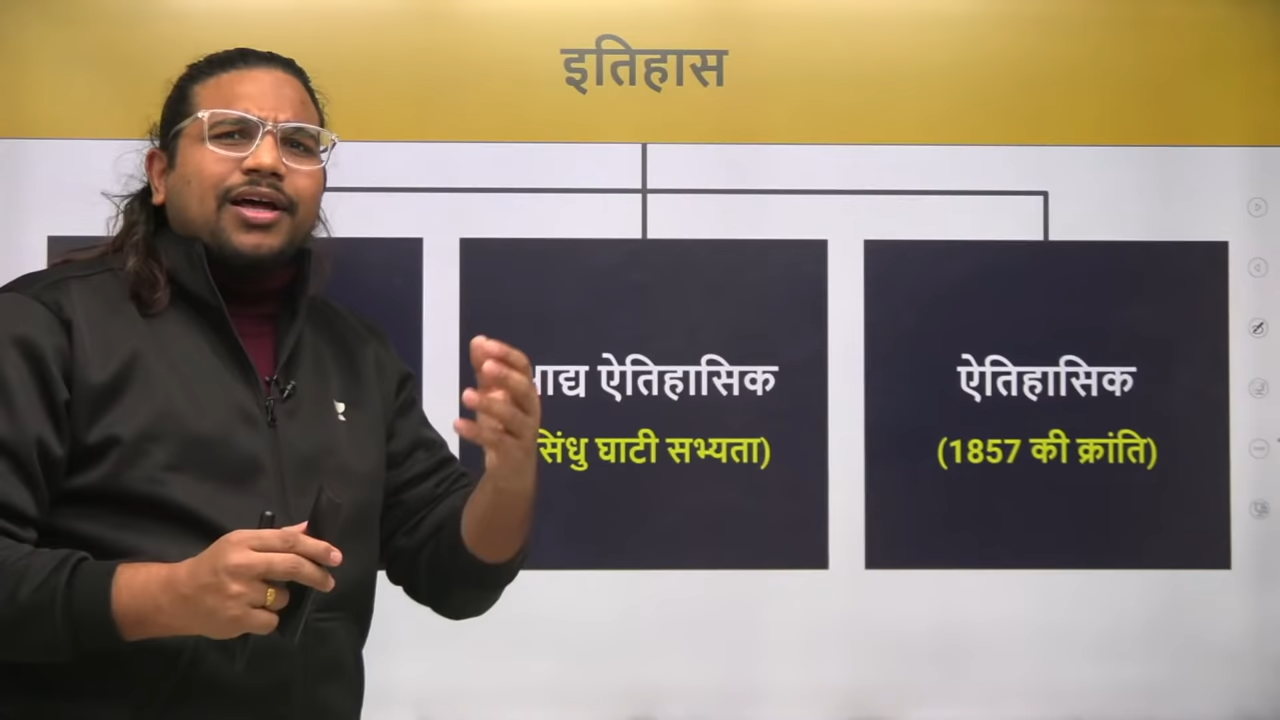 इतिहास
ऐतिहासिक
सिंधु घाटी सभ्यता)
ऐतिहासिक
(1857 की क्रांति)